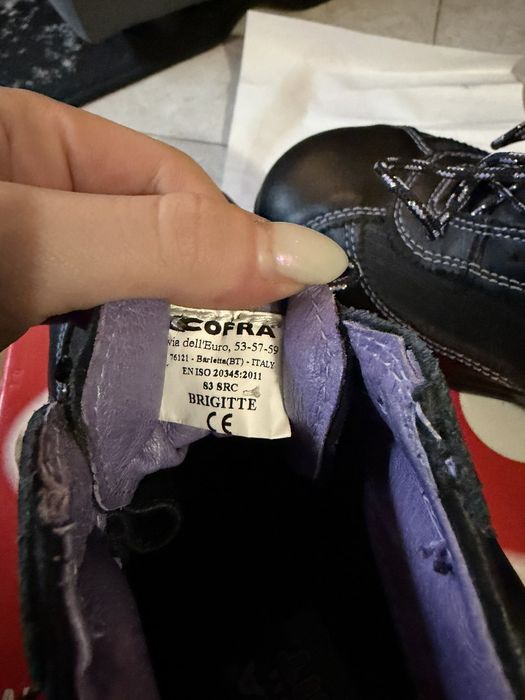 COFRA
via dell'Euro, 53-57-59
76121 - Barletta(BT) - ITALY
EN ISO 20345:2011
S3 SRC
BRIGITTE
CE